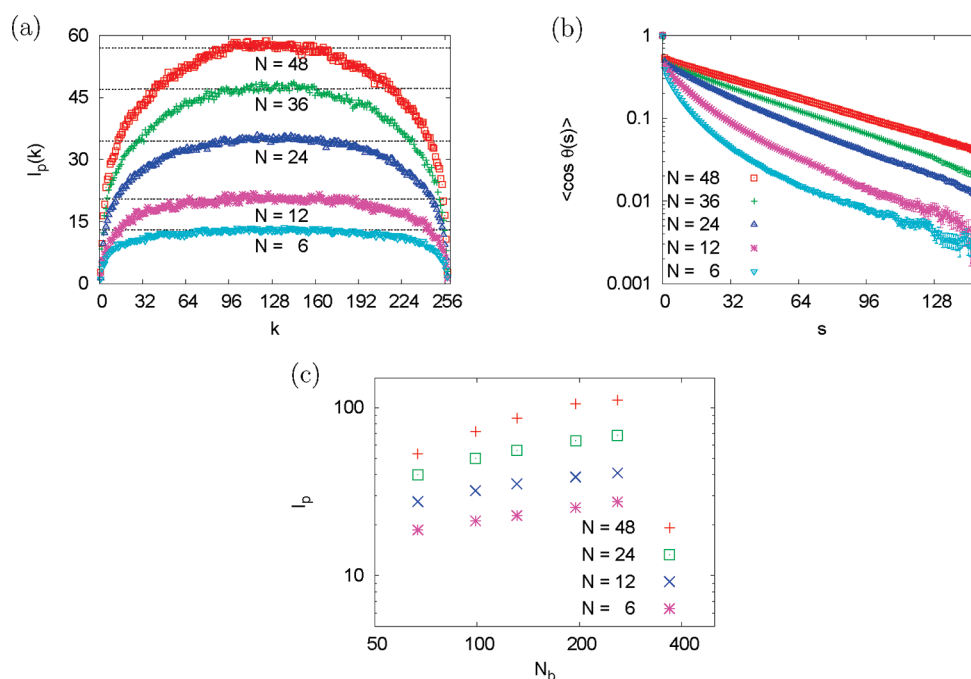 (a)
l_p(k)
60
45
30
15
0
N = 48
N = 36
N = 24
N = 12
N = 6
0 32 64 96 128 160 192 224 256
k
(b)
<cos θ(s)>
1
0.1
0.01
0.001
N = 48
N = 36
N = 24
N = 12
N = 6
0 32 64 96 128
s
(c)
l_p
100
10
N = 48
N = 24
N = 12
N = 6
50 100 200 400
N_b